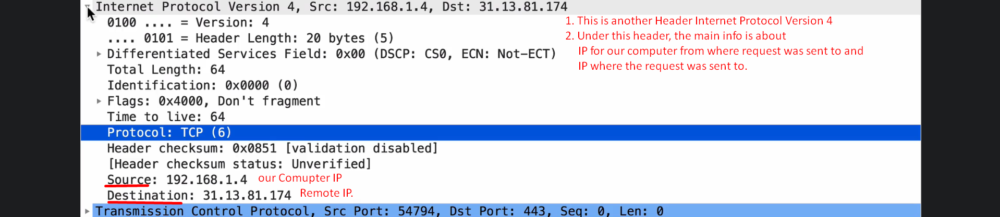 Internet Protocol Version 4, Src: 192.168.1.4, Dst: 31.13.81.174
0100 .... = Version: 4
1. This is another Header Internet Protocol Version 4
.... 0101 = Header Length: 20 bytes (5)
2. Under this header, the main info is about
Differentiated Services Field: 0x00 (DSCP: CS0, ECN: Not-ECT)
IP for our computer from where request was sent to and
Total Length: 64
IP where the request was sent to.
Identification: 0x0000 (0)
Flags: 0x4000, Don't fragment
Time to live: 64
Protocol: TCP (6)
Header checksum: 0x0851 [validation disabled]
[Header checksum status: Unverified]
Source: 192.168.1.4 our Comupter IP
Destination: 31.13.81.174 Remote IP.
Transmission Control Protocol, Src Port: 54794, Dst Port: 443, Seq: 0, Len: 0